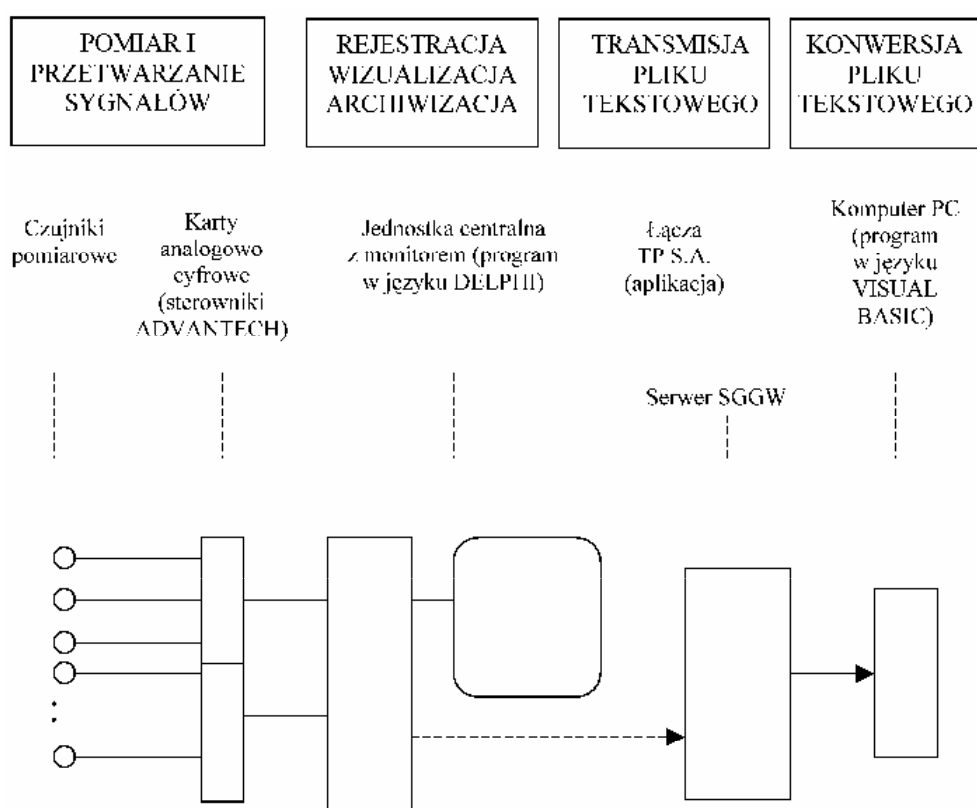 POMIAR I
PRZETWARZANIE
SYGNAŁÓW
REJESTRACJA
WIZUALIZACJA
ARCHIWIZACJA
TRANSMISJA
PLIKU
TEKSTOWEGO
KONWERSJA
PLIKU
TEKSTOWEGO
Czujniki
pomiarowe
Karty
analogowo
cyfrowe
(sterowniki
ADVANTECH)
Jednostka centralna
z monitorem (program
w języku DELPHI)
Łącza
TP S.A.
(aplikacja)
Serwer SGGW
Komputer PC
(program
w języku
VISUAL
BASIC)